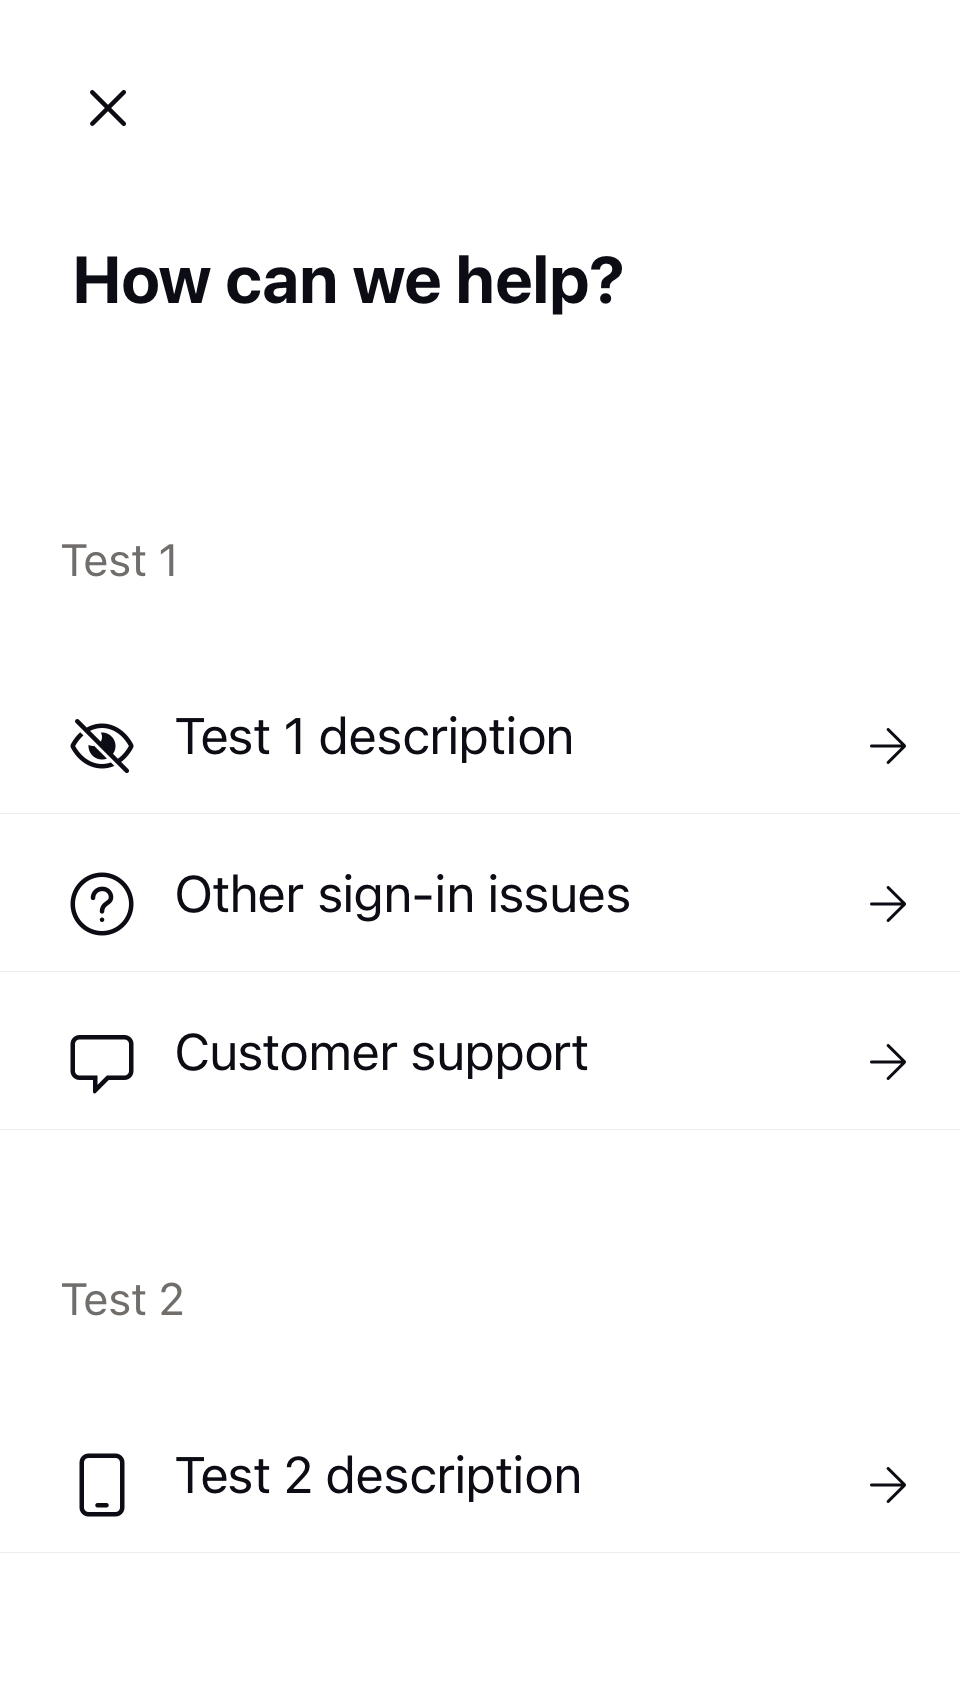 How can we help?
Test 1
Test 1 description
Other sign-in issues
Customer support
Test 2
Test 2 description